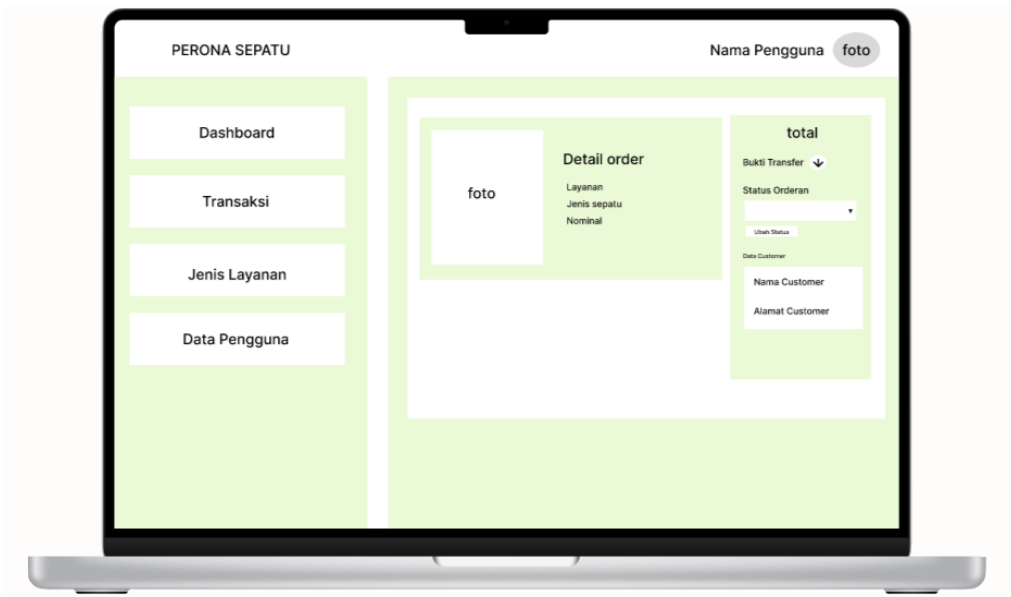 PERONA SEPATU
Nama Pengguna
foto
Dashboard
Transaksi
Jenis Layanan
Data Pengguna
foto
Detail order
Layanan
Jenis sepatu
Nominal
total
Bukti Transfer
Status Orderan
Ubah Status
Data Customer
Nama Customer
Alamat Customer